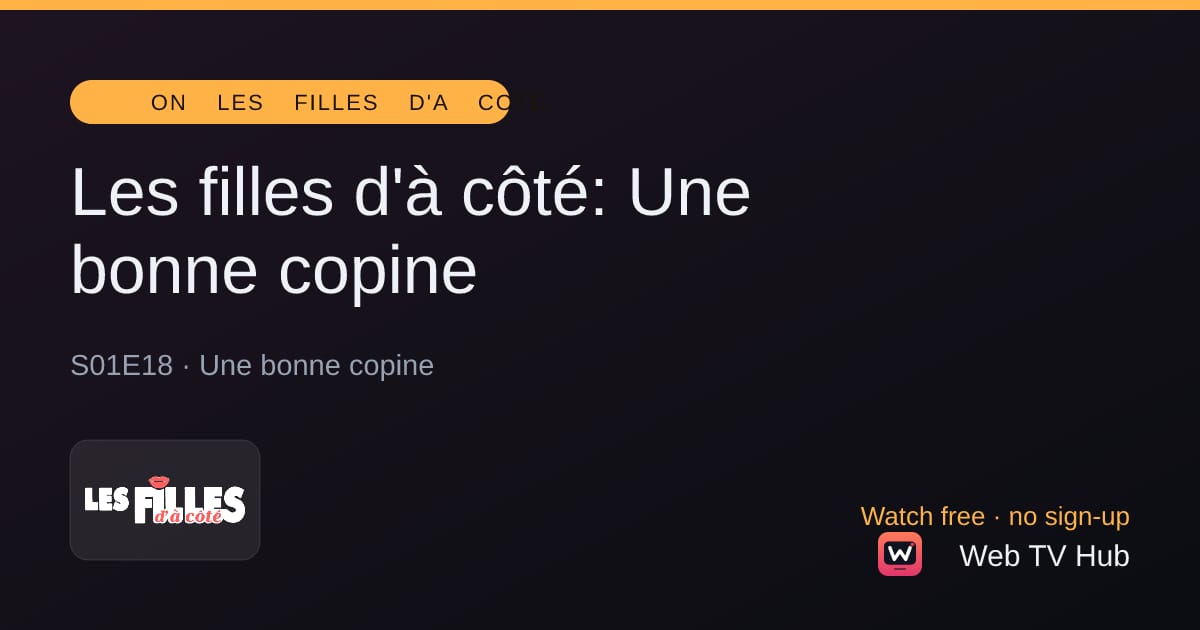 ON LES FILLES D'A CO
Les filles d'à côté: Une
bonne copine
S01E18 · Une bonne copine
LES FILLES
d'à côté
Watch free · no sign-up
Web TV Hub